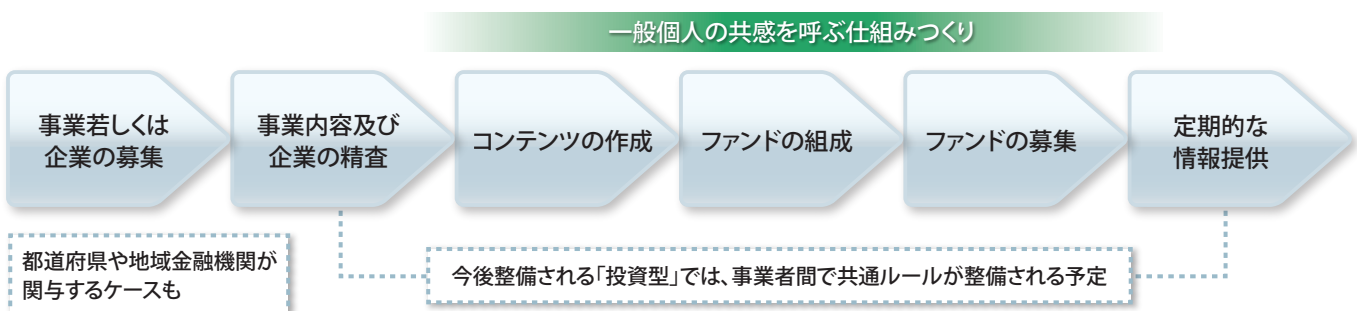 一般個人の共感を呼ぶ仕組みつくり
事業若しくは
企業の募集
事業内容及び
企業の精査
コンテンツの作成
ファンドの組成
ファンドの募集
定期的な
情報提供
都道府県や地域金融機関が
関与するケースも
今後整備される「投資型」では、事業者間で共通ルールが整備される予定